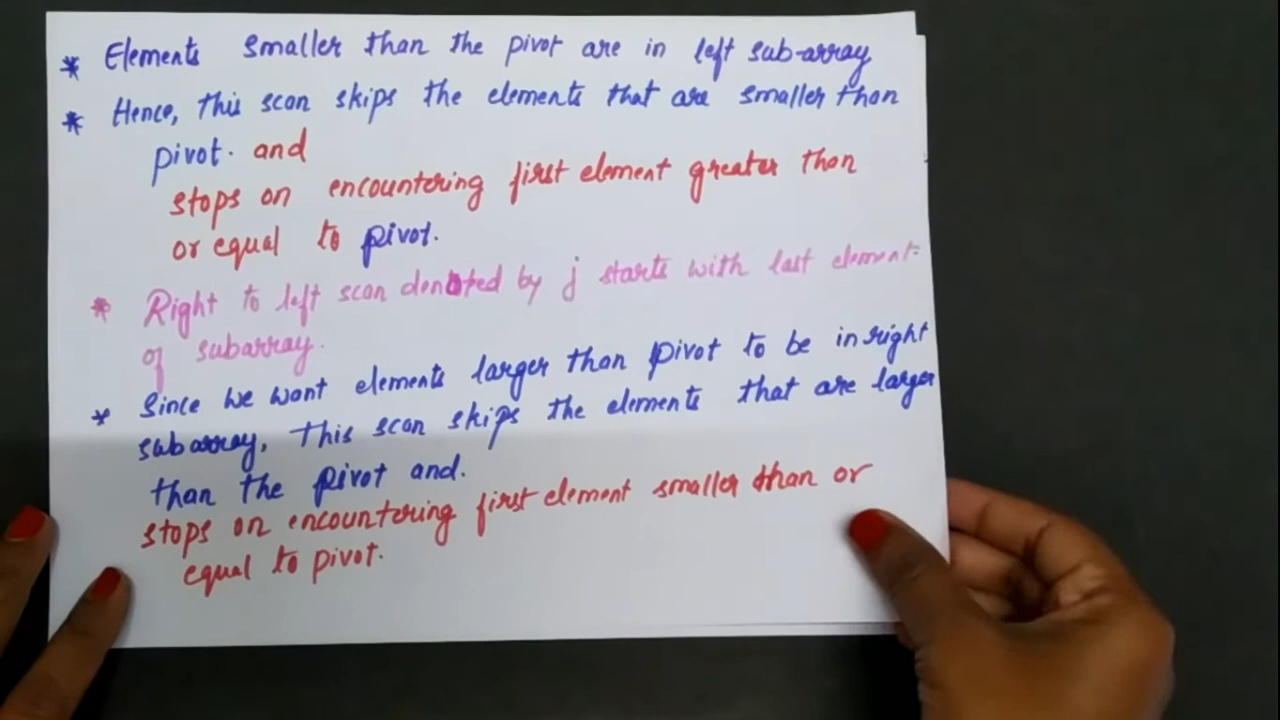 * Elements smaller than the pivot are in left sub-array
* Hence, this scan skips the elements that are smaller than
pivot. and
stops on encountering first element greater than
or equal to pivot.
* Right to left scan denoted by j starts with last element
of subarray.
* Since we want elements larger than pivot to be in right
subarray, This scan skips the elements that are larger
than the pivot and.
stops on encountering first element smaller than or
equal to pivot.